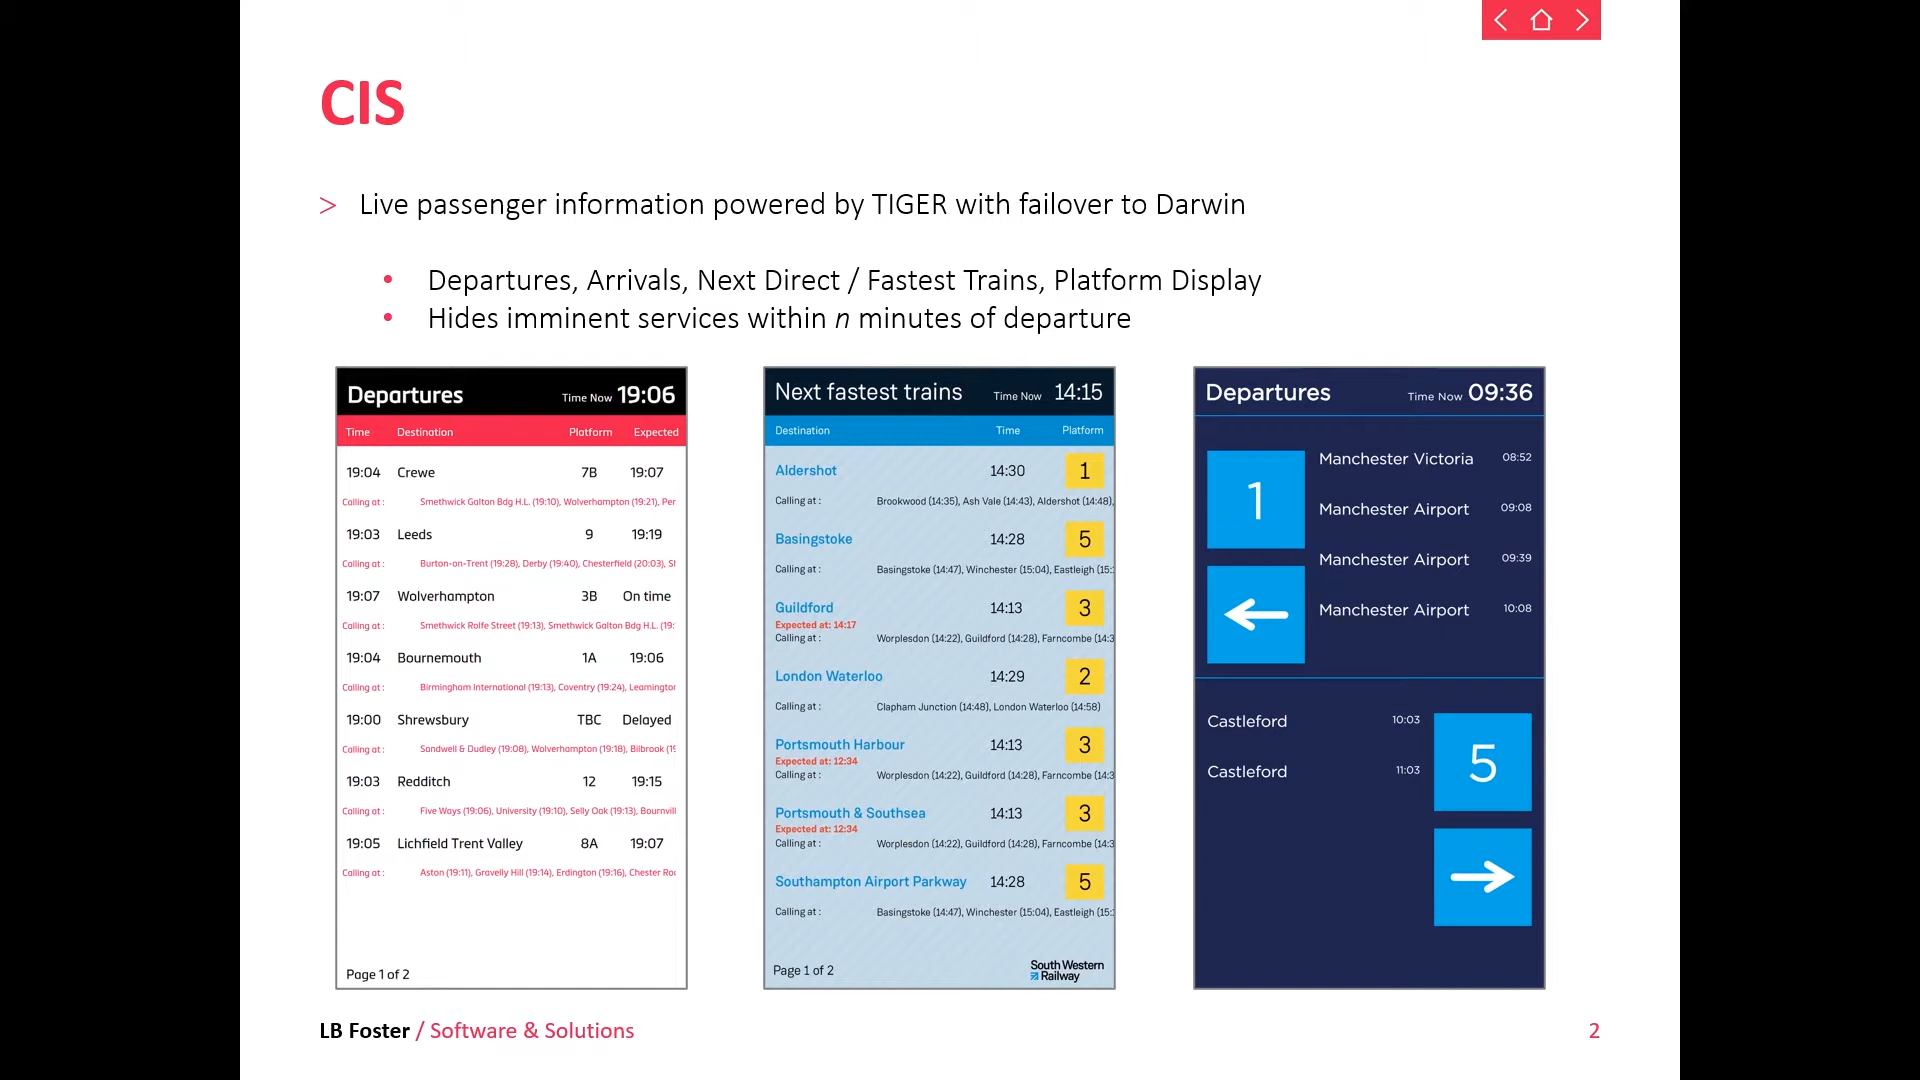 CIS
> Live passenger information powered by TIGER with failover to Darwin
• Departures, Arrivals, Next Direct / Fastest Trains, Platform Display
• Hides imminent services within n minutes of departure
Departures Time Now 19:06
Time Destination Platform Expected
19:04 Crewe 7B 19:07
Calling at : Smethwick Galton Bdg H.L. (19:10), Wolverhampton (19:21), Per
19:03 Leeds 9 19:19
Calling at : Burton-on-Trent (19:28), Derby (19:40), Chesterfield (20:03), Sh
19:07 Wolverhampton 3B On time
Calling at : Smethwick Rolfe Street (19:13), Smethwick Galton Bdg H.L. (19:
19:04 Bournemouth 1A 19:06
Calling at : Birmingham International (19:13), Coventry (19:24), Leamington
19:00 Shrewsbury TBC Delayed
Calling at : Sandwell & Dudley (19:08), Wolverhampton (19:18), Bilbrook (19
19:03 Redditch 12 19:15
Calling at : Five Ways (19:06), University (19:10), Selly Oak (19:13), Bournvill
19:05 Lichfield Trent Valley 8A 19:07
Calling at : Aston (19:11), Gravelly Hill (19:14), Erdington (19:16), Chester Roa
Page 1 of 2
Next fastest trains Time Now 14:15
Destination Time Platform
Aldershot 14:30 1
Calling at : Brookwood (14:35), Ash Vale (14:43), Aldershot (14:48),
Basingstoke 14:28 5
Calling at : Basingstoke (14:47), Winchester (15:04), Eastleigh (15:
Guildford 14:13 3
Expected at: 14:17
Calling at : Worplesdon (14:22), Guildford (14:28), Farncombe (14:3
London Waterloo 14:29 2
Calling at : Clapham Junction (14:48), London Waterloo (14:58)
Portsmouth Harbour 14:13 3
Expected at: 12:34
Calling at : Worplesdon (14:22), Guildford (14:28), Farncombe (14:3
Portsmouth & Southsea 14:13 3
Expected at: 12:34
Calling at : Worplesdon (14:22), Guildford (14:28), Farncombe (14:3
Southampton Airport Parkway 14:28 5
Calling at : Basingstoke (14:47), Winchester (15:04), Eastleigh (15:
Page 1 of 2
South Western
Railway
Departures Time Now 09:36
1
Manchester Victoria 08:52
Manchester Airport 09:08
Manchester Airport 09:39
Manchester Airport 10:08
Castleford 10:03
Castleford 11:03
5
LB Foster / Software & Solutions
2